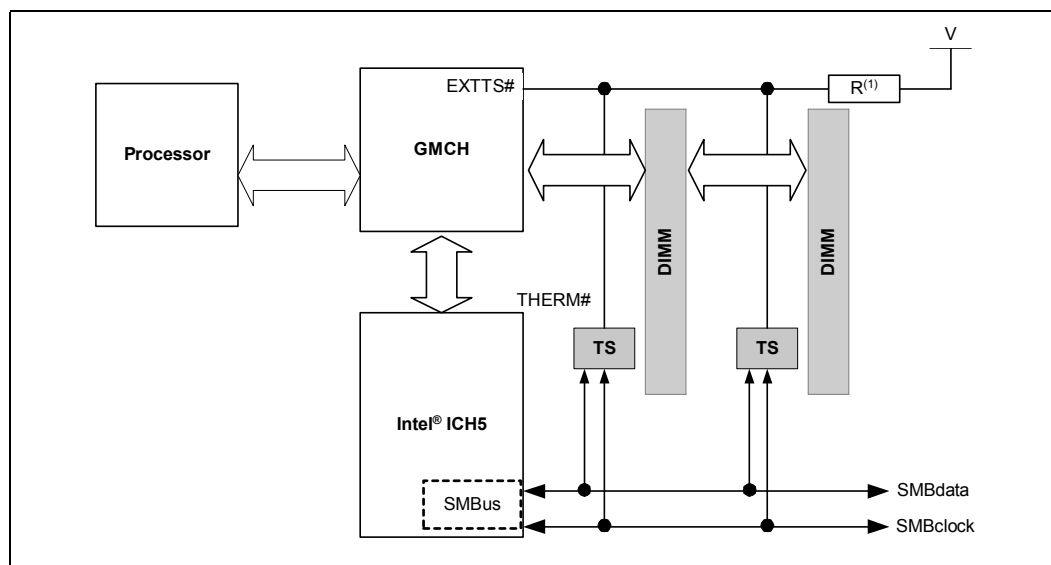 V
EXTTS#
R(1)
Processor
GMCH
DIMM
DIMM
THERM#
TS
TS
Intel® ICH5
SMBus
SMBdata
SMBclock